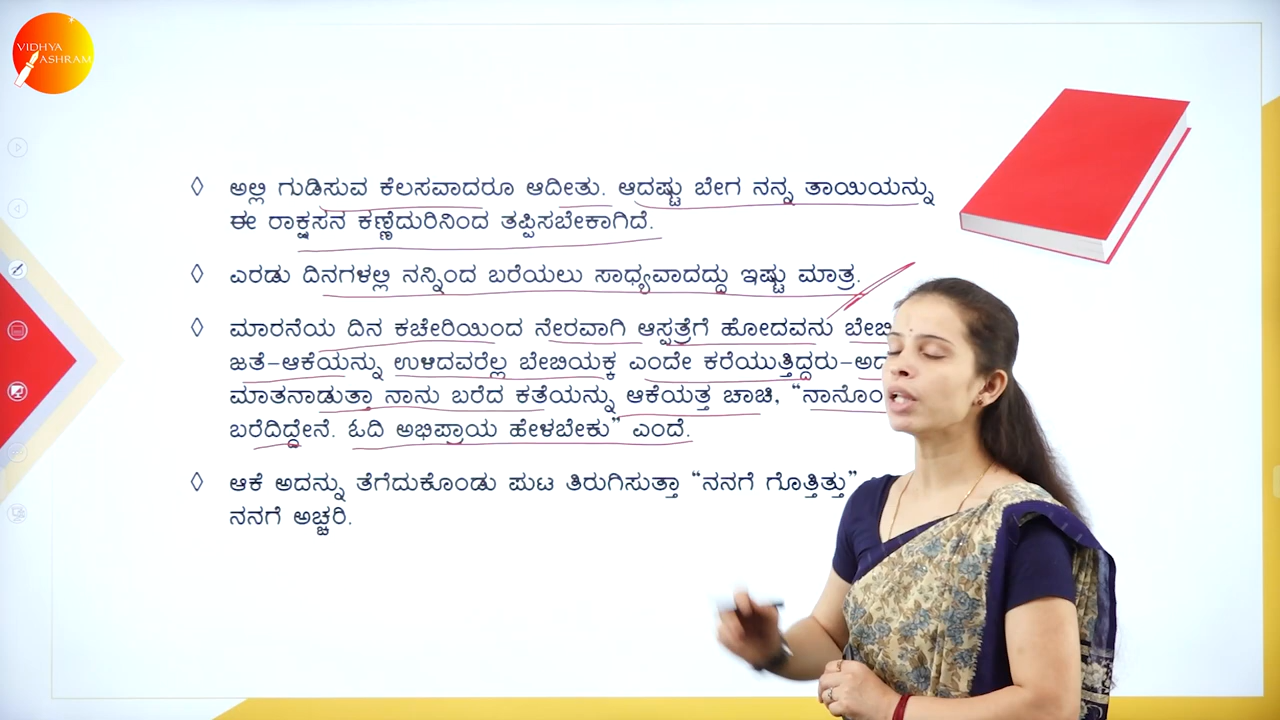 VIDHYA
ASHRAM
ಅಲ್ಲಿ ಗುಡಿಸುವ ಕೆಲಸವಾದರೂ ಆದೀತು. ಆದಷ್ಟು ಬೇಗ ನನ್ನ ತಾಯಿಯನ್ನು
ಈ ರಾಕ್ಷಸನ ಕಣ್ಣೆದುರಿನಿಂದ ತಪ್ಪಿಸಬೇಕಾಗಿದೆ.
ಎರಡು ದಿನಗಳಲ್ಲಿ ನನ್ನಿಂದ ಬರೆಯಲು ಸಾಧ್ಯವಾದದ್ದು ಇಷ್ಟು ಮಾತ್ರ.
ಮಾರನೆಯ ದಿನ ಕಚೇರಿಯಿಂದ ನೇರವಾಗಿ ಆಸ್ಪತ್ರೆಗೆ ಹೋದವನು
ಜತೆ-ಆಕೆಯನ್ನು ಉಳಿದವರೆಲ್ಲ ಬೇಬಿಯಕ್ಕ ಎಂದೇ ಕರೆಯುತ್ತಿದ್ದರು-
ಮಾತನಾಡುತ್ತಾ ನಾನು ಬರೆದ ಕತೆಯನ್ನು ಆಕೆಯತ್ತ ಚಾಚಿ,
ಬರೆದಿದ್ದೇನೆ. ಓದಿ ಅಭಿಪ್ರಾಯ ಹೇಳಬೇಕು” ಎಂದೆ.
ಆಕೆ ಅದನ್ನು ತೆಗೆದುಕೊಂಡು ಪುಟ ತಿರುಗಿಸುತ್ತಾ “ನನಗೆ ಗೊತ್ತಿತ್ತು”
ನನಗೆ ಅಚ್ಚರಿ.